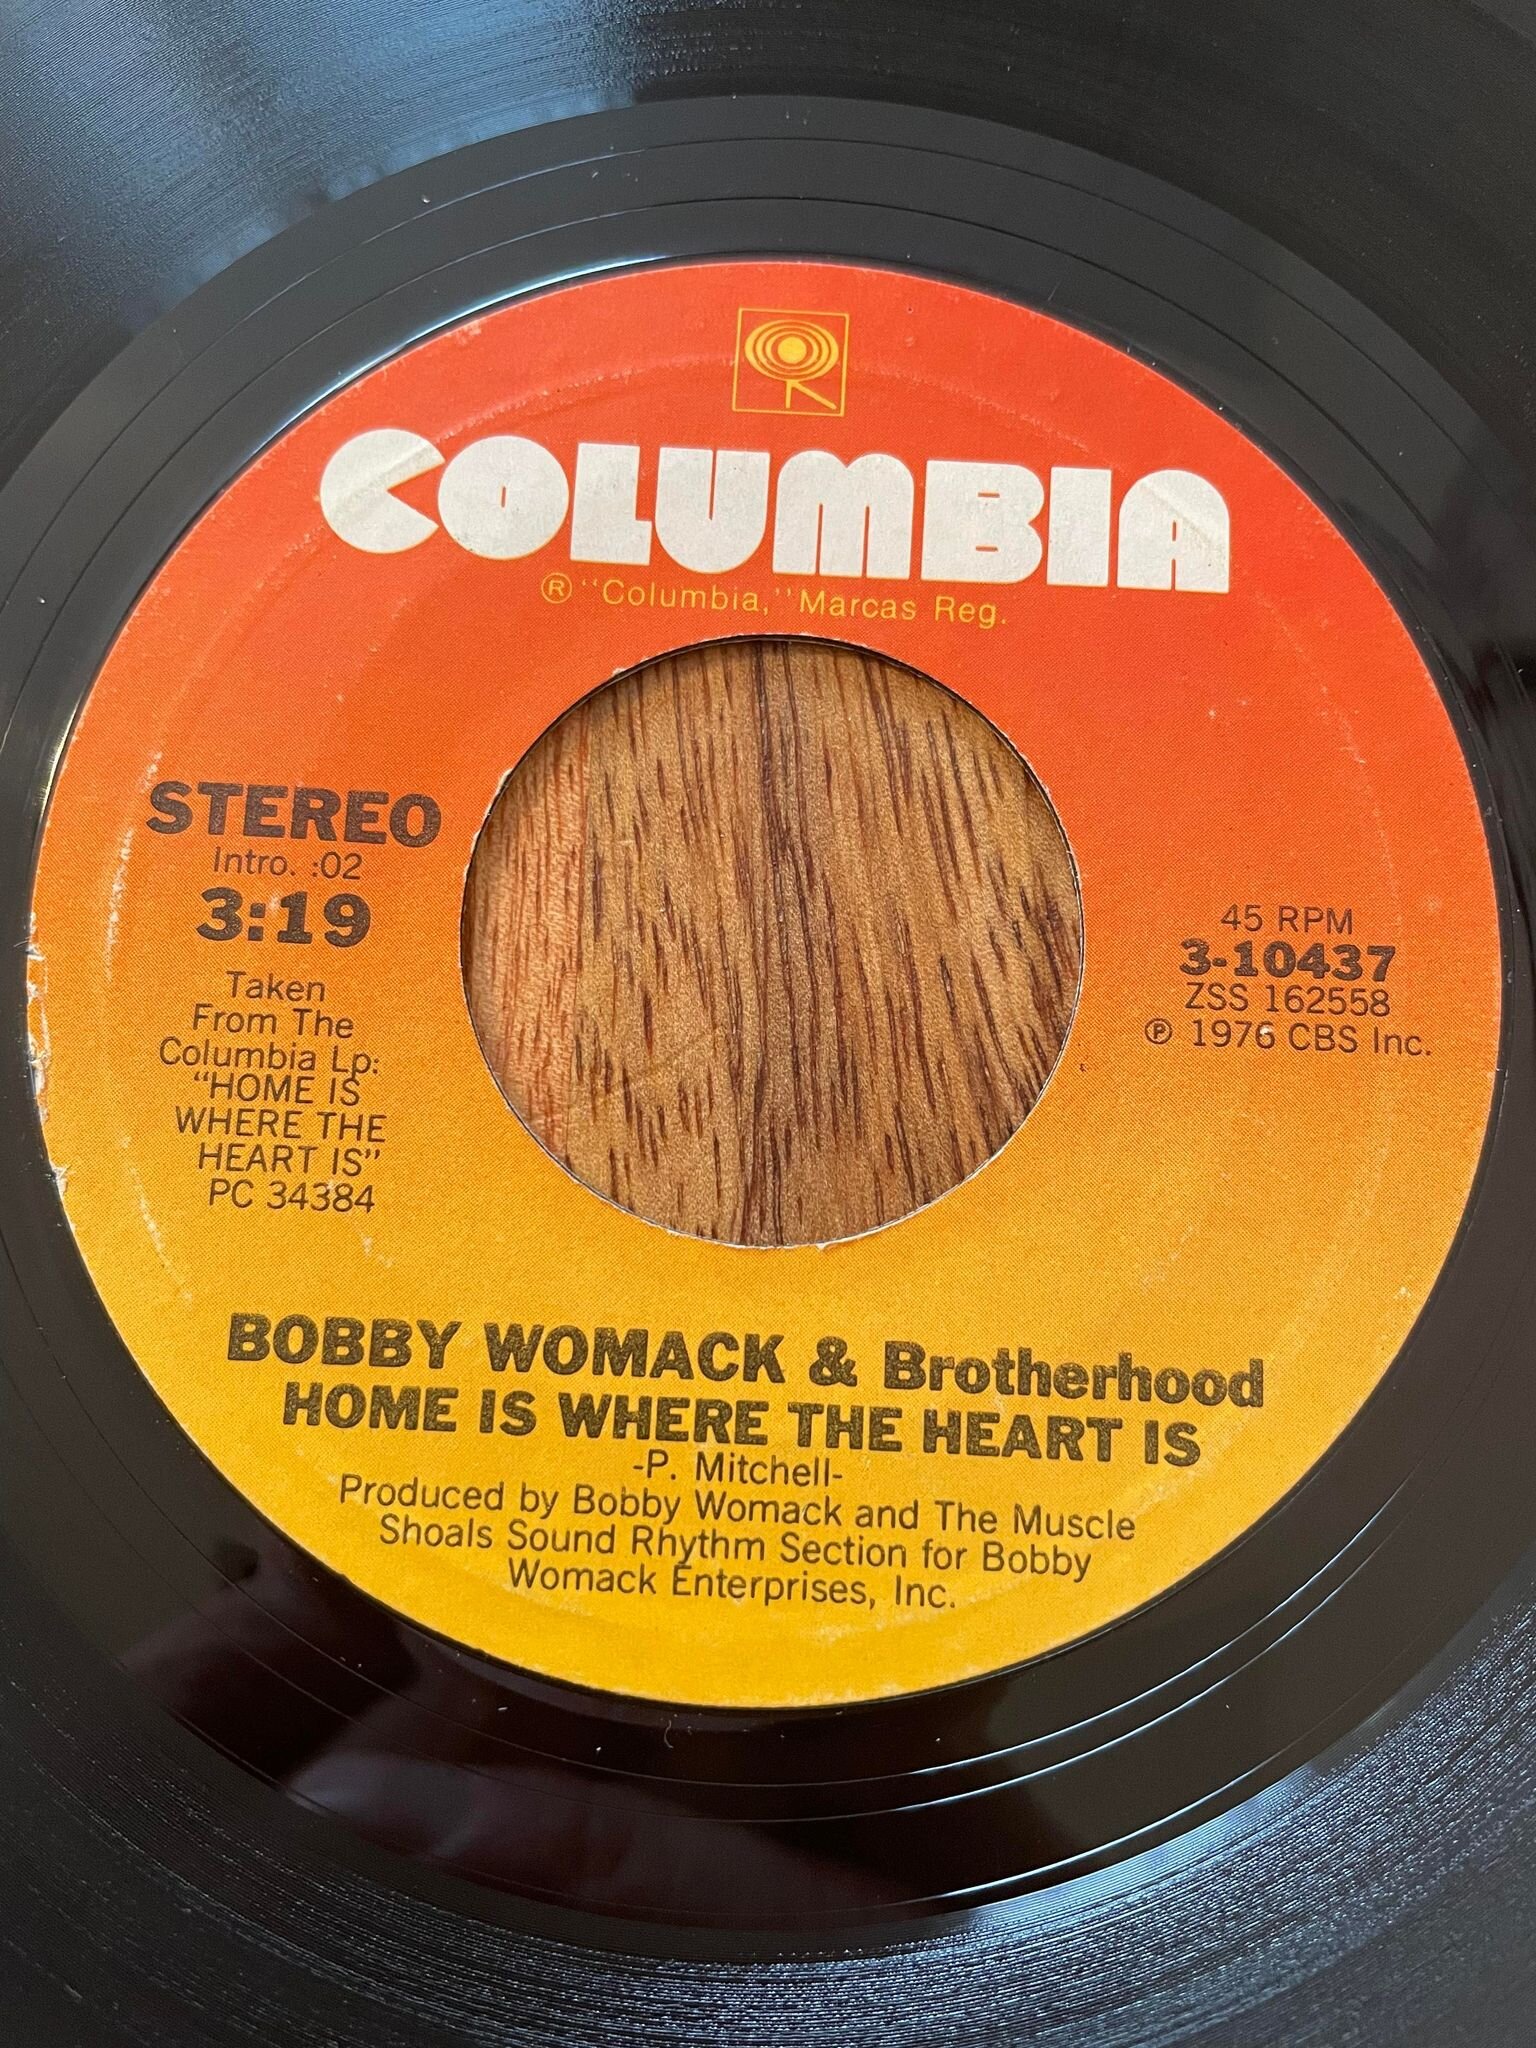 COLUMBIA
® "Columbia," Marcas Reg.
STEREO
Intro. :02
3:19
Taken
From The
Columbia Lp:
"HOME IS
WHERE THE
HEART IS"
PC 34384
45 RPM
3-10437
ZSS 162558
℗ 1976 CBS Inc.
BOBBY WOMACK & Brotherhood
HOME IS WHERE THE HEART IS
-P. Mitchell-
Produced by Bobby Womack and The Muscle
Shoals Sound Rhythm Section for Bobby
Womack Enterprises, Inc.